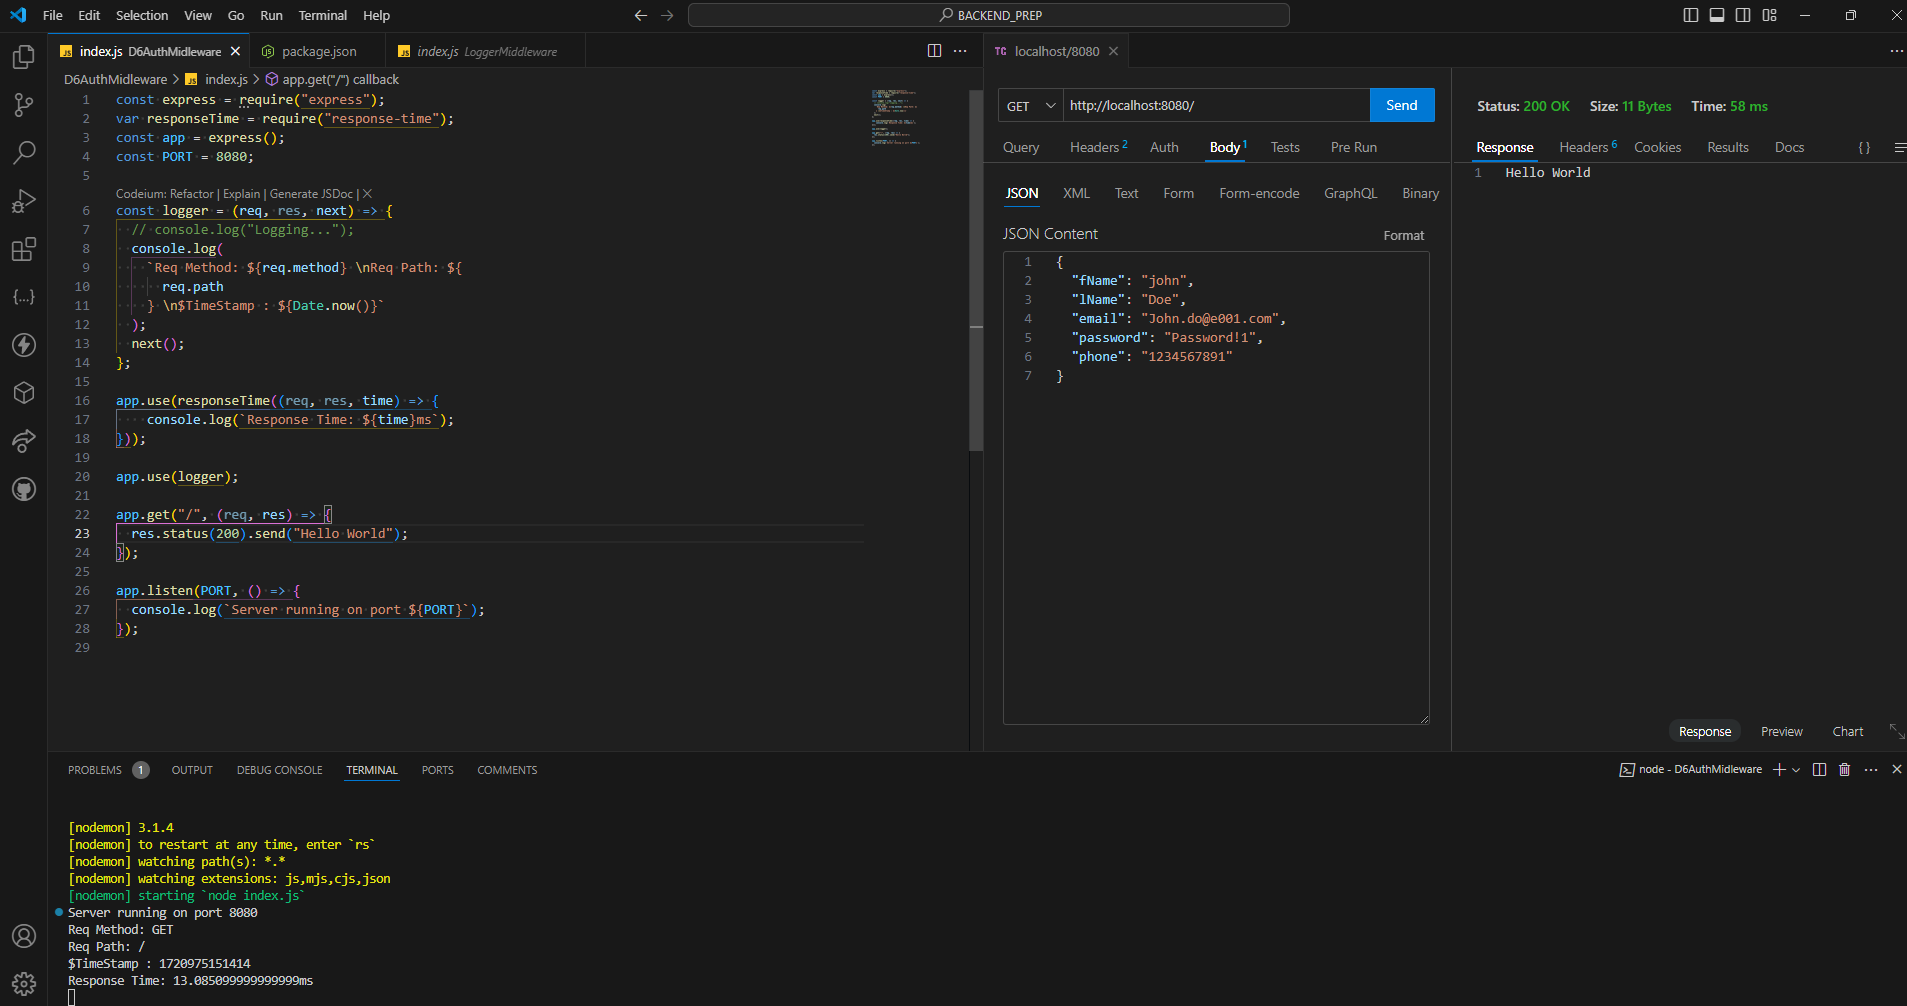 File Edit Selection View Go Run Terminal Help
BACKEND_PREP
JS index.js D6AuthMidleware
package.json
JS index.js LoggerMiddleware
D6AuthMidleware > JS index.js > app.get("/") callback
1 const express = require("express");
2 var responseTime = require("response-time");
3 const app = express();
4 const PORT = 8080;
5
Codeium: Refactor | Explain | Generate JSDoc | X
6 const logger = (req, res, next) => {
7 // console.log("Logging...");
8 console.log(
9 `Req Method: ${req.method} \nReq Path: ${
10 req.path
11 } \n$TimeStamp : ${Date.now()}`
12 );
13 next();
14 };
15
16 app.use(responseTime((req, res, time) => {
17 console.log(`Response Time: ${time}ms`);
18 }));
19
20 app.use(logger);
21
22 app.get("/", (req, res) => {
23 res.status(200).send("Hello World");
24 });
25
26 app.listen(PORT, () => {
27 console.log(`Server running on port ${PORT}`);
28 });
29
TC localhost/8080
GET http://localhost:8080/ Send
Query Headers 2 Auth Body 1 Tests Pre Run
JSON XML Text Form Form-encode GraphQL Binary
JSON Content Format
1 {
2 "fName": "john",
3 "lName": "Doe",
4 "email": "John.do@e001.com",
5 "password": "Password!1",
6 "phone": "1234567891"
7 }
Status: 200 OK Size: 11 Bytes Time: 58 ms
Response Headers 6 Cookies Results Docs { }
1 Hello World
Response Preview Chart
PROBLEMS 1 OUTPUT DEBUG CONSOLE TERMINAL PORTS COMMENTS
node - D6AuthMidleware
[nodemon] 3.1.4
[nodemon] to restart at any time, enter `rs`
[nodemon] watching path(s): *.*
[nodemon] watching extensions: js,mjs,cjs,json
[nodemon] starting `node index.js`
Server running on port 8080
Req Method: GET
Req Path: /
$TimeStamp : 1720975151414
Response Time: 13.085099999999999ms